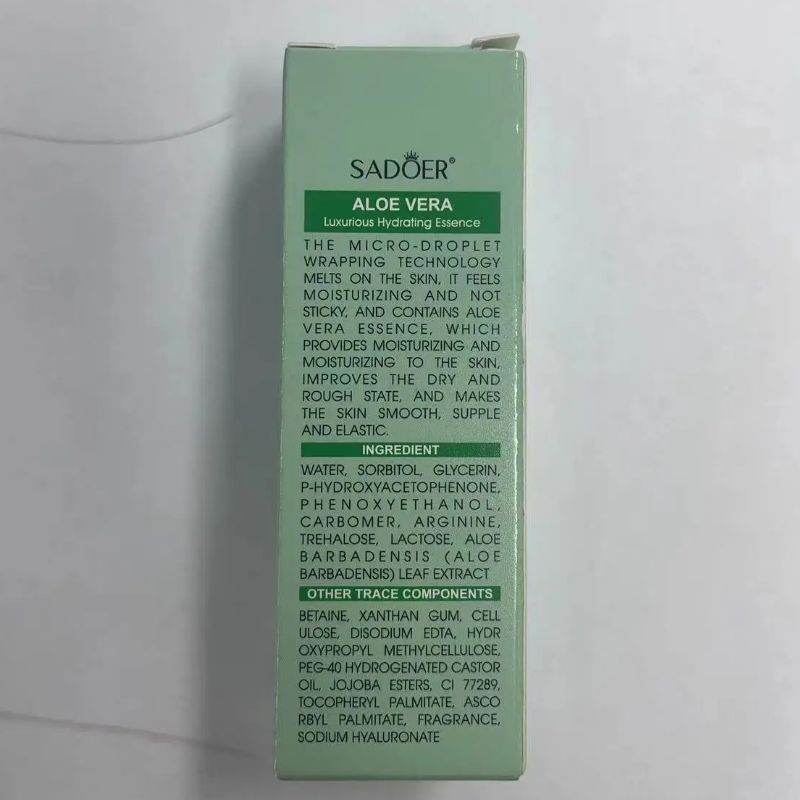 SADOER®
ALOE VERA
Luxurious Hydrating Essence
THE MICRO-DROPLET
WRAPPING TECHNOLOGY
MELTS ON THE SKIN, IT FEELS
MOISTURIZING AND NOT
STICKY, AND CONTAINS ALOE
VERA ESSENCE, WHICH
PROVIDES MOISTURIZING AND
MOISTURIZING TO THE SKIN,
IMPROVES THE DRY AND
ROUGH STATE, AND MAKES
THE SKIN SMOOTH, SUPPLE
AND ELASTIC.
INGREDIENT
WATER, SORBITOL, GLYCERIN,
P-HYDROXYACETOPHENONE,
PHENOXYETHANOL,
CARBOMER, ARGININE,
TREHALOSE, LACTOSE, ALOE
BARBADENSIS (ALOE
BARBADENSIS) LEAF EXTRACT
OTHER TRACE COMPONENTS
BETAINE, XANTHAN GUM, CELL
ULOSE, DISODIUM EDTA, HYDR
OXYPROPYL METHYLCELLULOSE,
PEG-40 HYDROGENATED CASTOR
OIL, JOJOBA ESTERS, CI 77289,
TOCOPHERYL PALMITATE, ASCO
RBYL PALMITATE, FRAGRANCE,
SODIUM HYALURONATE